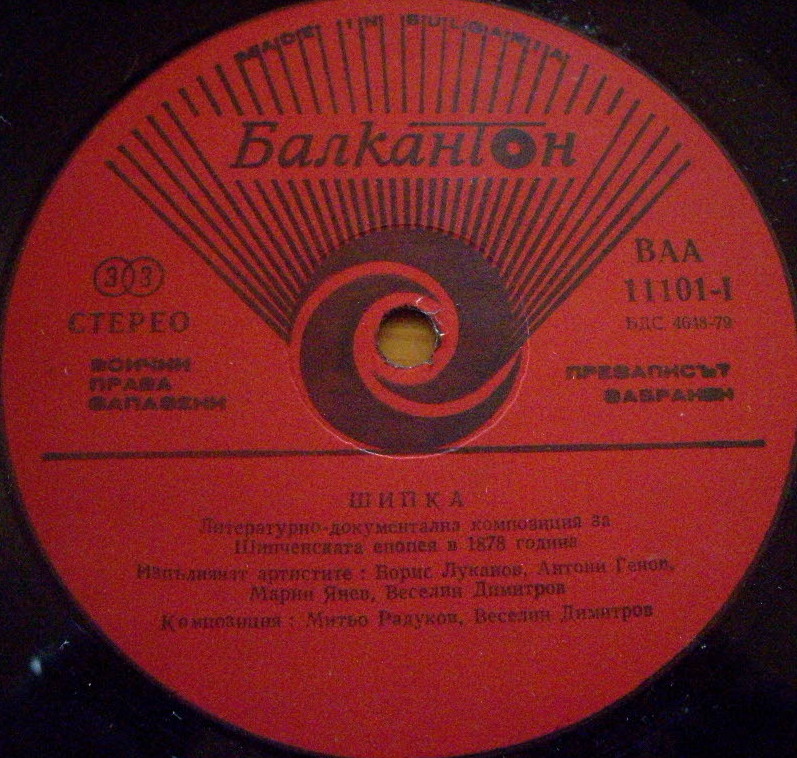 MADE IN BULGARIA
Балкантон
33
СТЕРЕО
ВСИЧКИ
ПРАВА
ЗАПАЗЕНИ
ВАА
11101-I
БДС 4048-79
ПРЕЗАПИСЪТ
ЗАБРАНЕН
ШИПКА
Литературно-документална композиция за
Шипченската епопея в 1878 година
Изпълняват артистите : Борис Луканов, Антони Генов,
Марин Янев, Веселин Димитров
Композиция : Митьо Радуков, Веселин Димитров